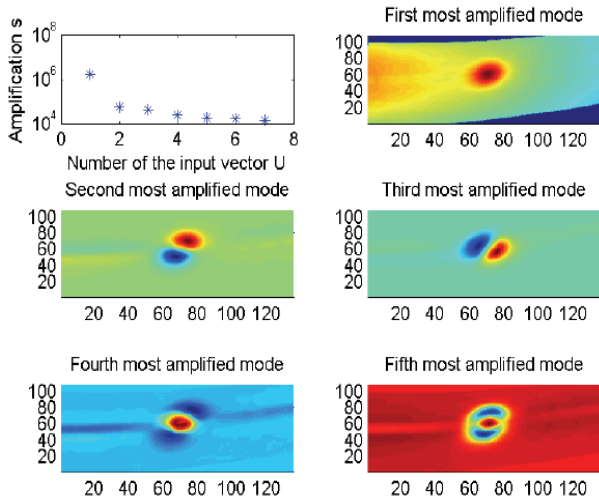 First most amplified mode
Amplification s
10^8
10^6
10^4
0 2 4 6 8
Number of the input vector U
100
80
60
40
20
20 40 60 80 100 120
Second most amplified mode
100
80
60
40
20
20 40 60 80 100 120
Third most amplified mode
100
80
60
40
20
20 40 60 80 100 120
Fourth most amplified mode
100
80
60
40
20
20 40 60 80 100 120
Fifth most amplified mode
100
80
60
40
20
20 40 60 80 100 120